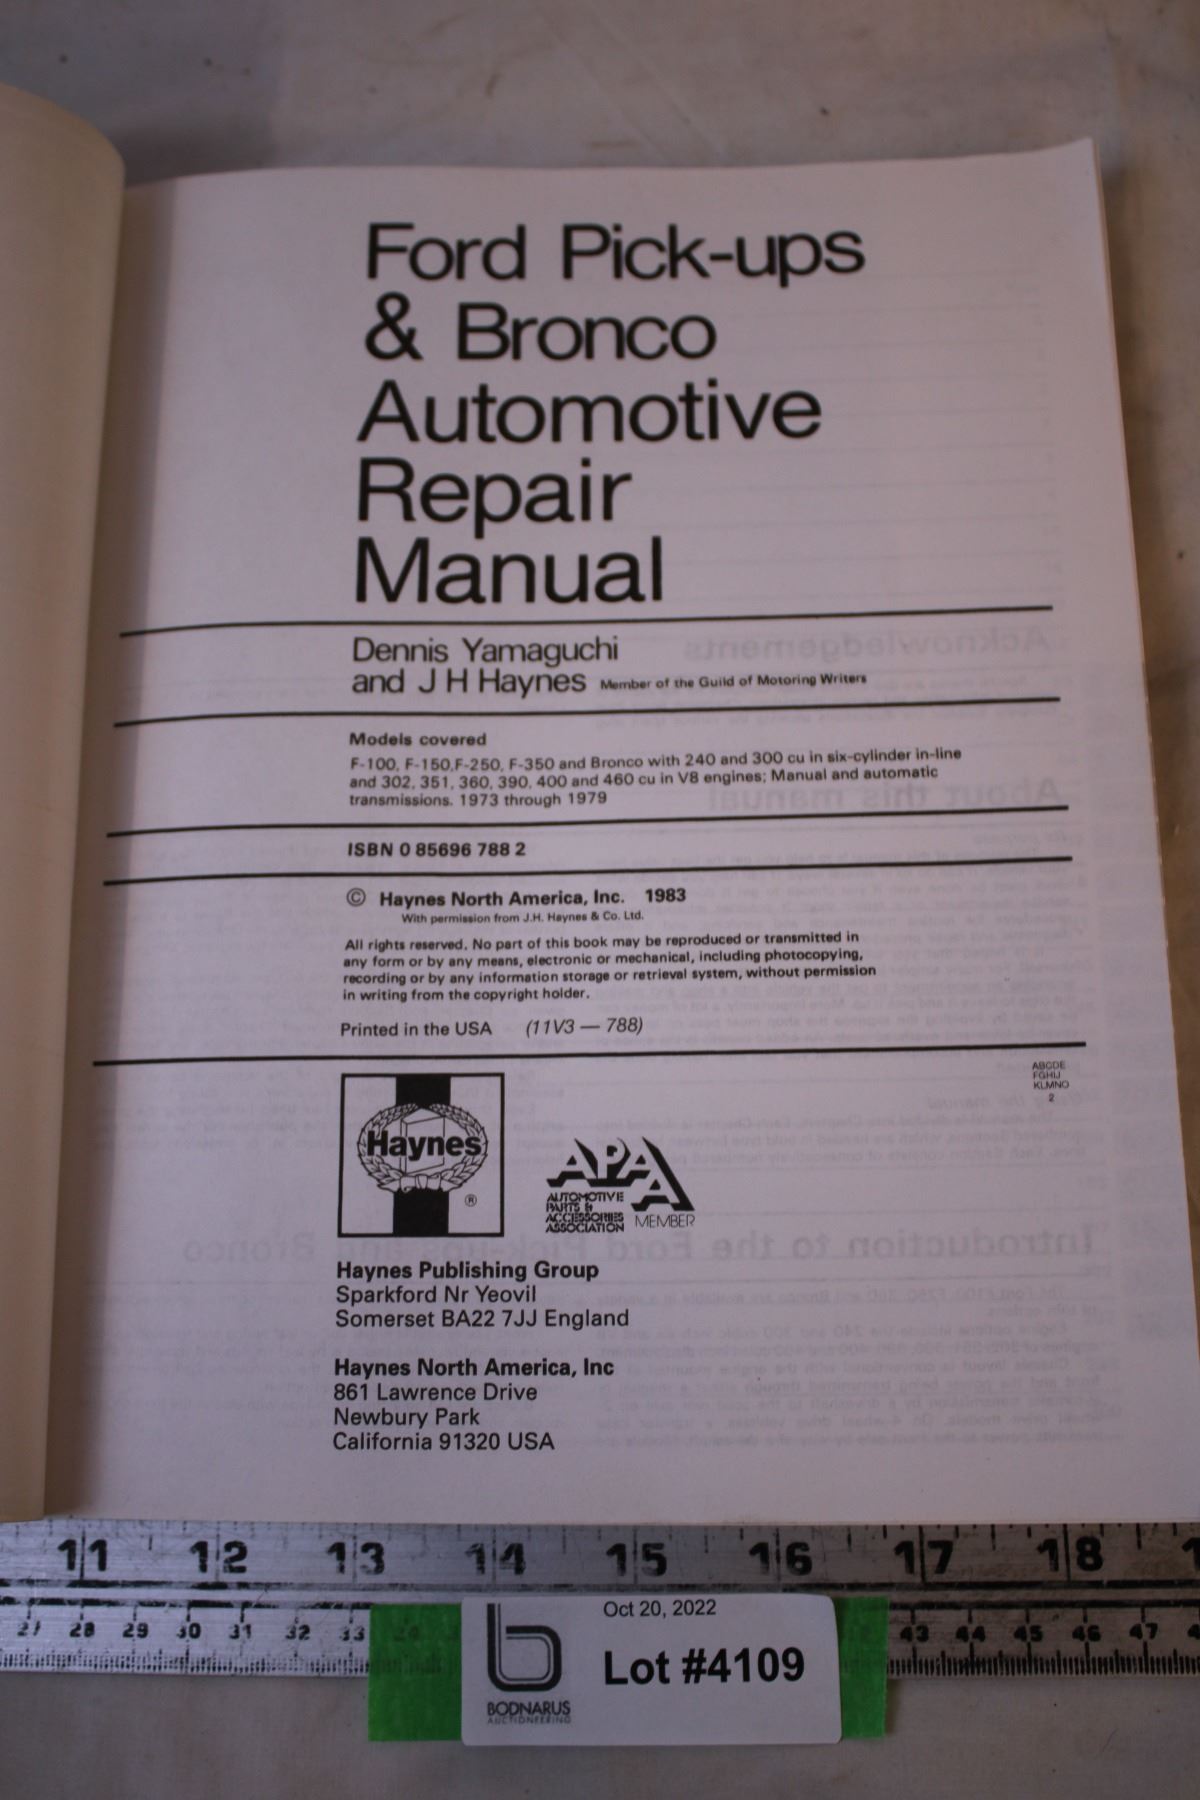 Ford Pick-ups
& Bronco
Automotive
Repair
Manual
Dennis Yamaguchi
and J H Haynes Member of the Guild of Motoring Writers
Models covered
F-100, F-150,F-250, F-350 and Bronco with 240 and 300 cu in six-cylinder in-line
and 302, 351, 360, 390, 400 and 460 cu in V8 engines; Manual and automatic
transmissions. 1973 through 1979
ISBN 0 85696 788 2
© Haynes North America, Inc. 1983
With permission from J.H. Haynes & Co. Ltd.
All rights reserved. No part of this book may be reproduced or transmitted in
any form or by any means, electronic or mechanical, including photocopying,
recording or by any information storage or retrieval system, without permission
in writing from the copyright holder.
Printed in the USA (11V3 — 788)
ABCDE
FGHIJ
KLMNO
2
Haynes
®
APAA
AUTOMOTIVE
PARTS &
ACCESSORIES
ASSOCIATION MEMBER
Haynes Publishing Group
Sparkford Nr Yeovil
Somerset BA22 7JJ England
Haynes North America, Inc
861 Lawrence Drive
Newbury Park
California 91320 USA
11 12 13 14 15 16 17 18
27 28 29 30 31 32 33 43 44 45 46 47
Oct 20, 2022
Lot #4109
BODNARUS
AUCTIONEERING